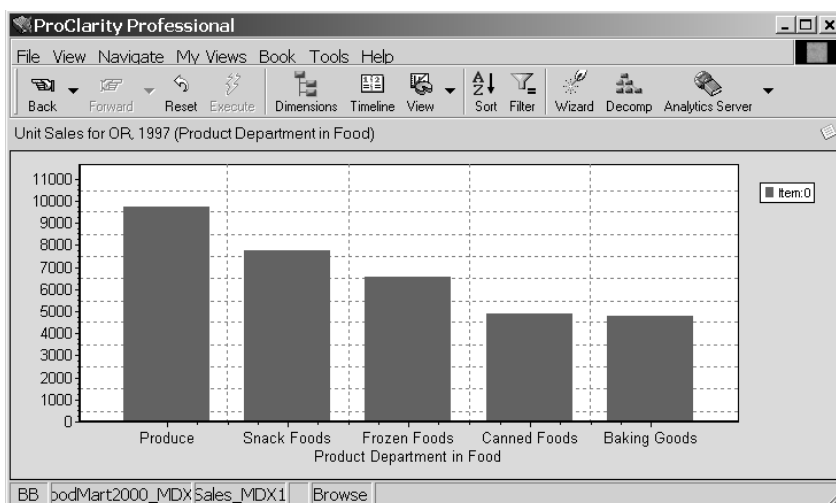 ProClarity Professional
File View Navigate My Views Book Tools Help
Back Forward Reset Execute Dimensions Timeline View Sort Filter Wizard Decomp Analytics Server
Unit Sales for OR, 1997 (Product Department in Food)
11000
10000
9000
8000
7000
6000
5000
4000
3000
2000
1000
0
Item:0
Produce Snack Foods Frozen Foods Canned Foods Baking Goods
Product Department in Food
BB oodMart2000_MDX Sales_MDX1 Browse